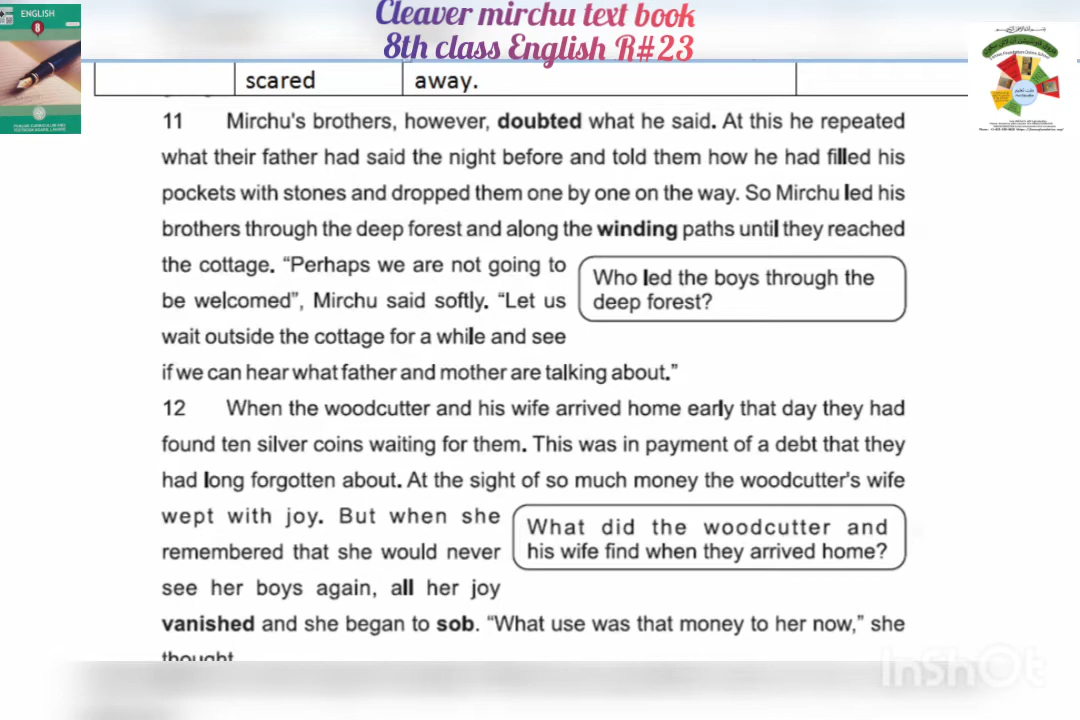 ENGLISH
8
Cleaver mirchu text book
8th class English R#23
scared away.
11 Mirchu's brothers, however, doubted what he said. At this he repeated
what their father had said the night before and told them how he had filled his
pockets with stones and dropped them one by one on the way. So Mirchu led his
brothers through the deep forest and along the winding paths until they reached
the cottage. “Perhaps we are not going to
be welcomed”, Mirchu said softly. “Let us
wait outside the cottage for a while and see
if we can hear what father and mother are talking about.”
Who led the boys through the
deep forest?
12 When the woodcutter and his wife arrived home early that day they had
found ten silver coins waiting for them. This was in payment of a debt that they
had long forgotten about. At the sight of so much money the woodcutter's wife
wept with joy. But when she
remembered that she would never
see her boys again, all her joy
vanished and she began to sob. “What use was that money to her now,” she
thought
What did the woodcutter and
his wife find when they arrived home?
InShOt